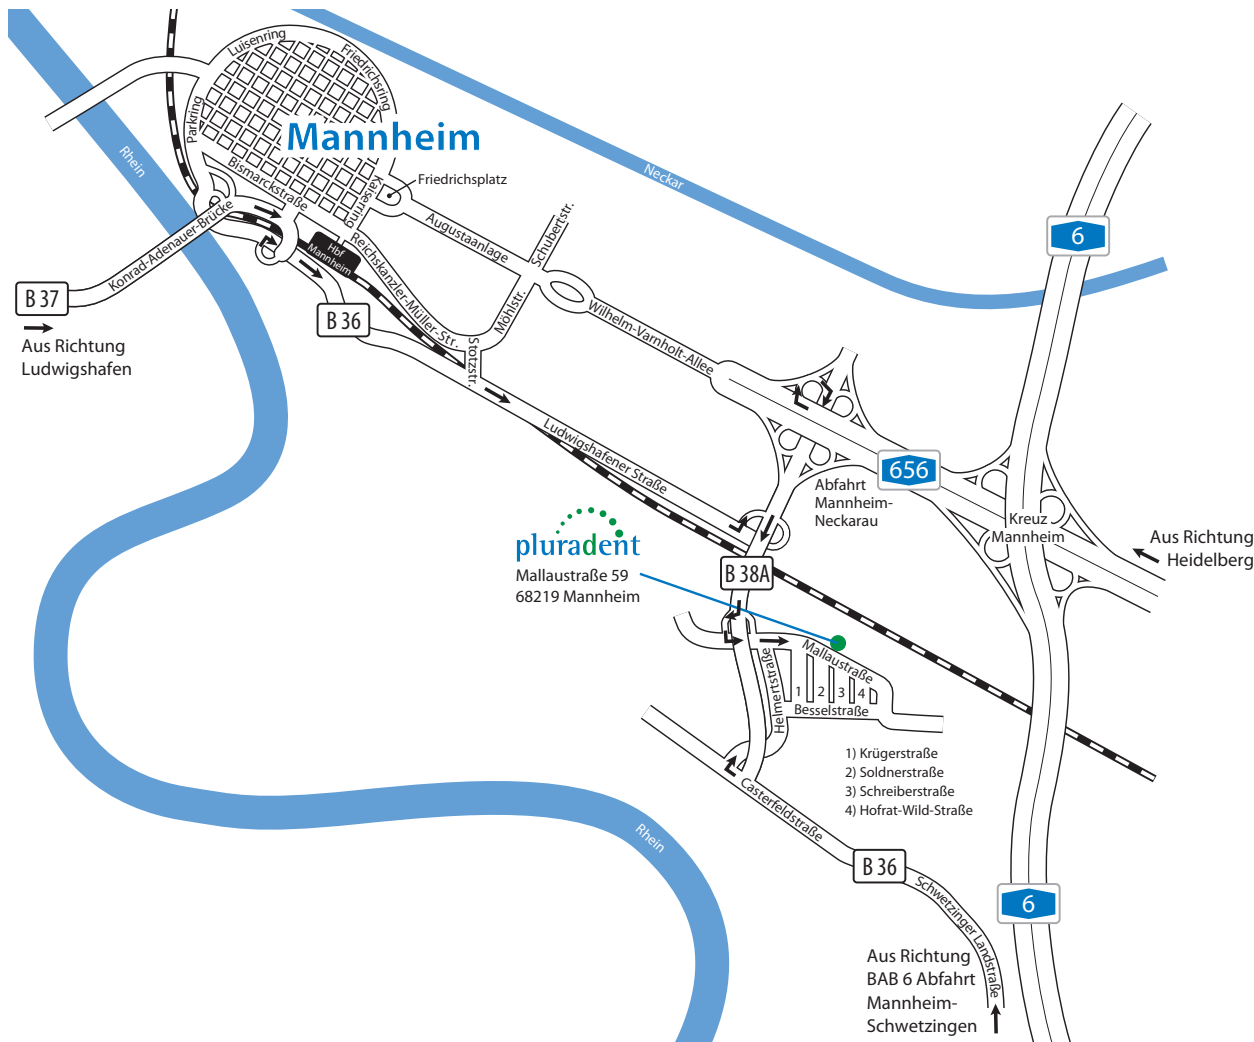 Luisenring
Friedrichsring
Parkring
Mannheim
Rhein
Neckar
Bismarckstraße
Kaiserring
Friedrichsplatz
Augustaanlage
Schubertstr.
6
Konrad-Adenauer-Brücke
Hbf
Mannheim
Reichskanzler-Müller-Str.
Möhlstr.
B 37
B 36
Wilhelm-Varnholt-Allee
Aus Richtung
Ludwigshafen
Stotzstr.
Ludwigshafener Straße
656
Abfahrt
Mannheim-
Neckarau
Kreuz
Mannheim
Aus Richtung
Heidelberg
pluradent
Mallaustraße 59
68219 Mannheim
B 38A
Mallaustraße
Helmertstraße
1 2 3 4
Besselstraße
1) Krügerstraße
2) Soldnerstraße
3) Schreiberstraße
4) Hofrat-Wild-Straße
Casterfeldstraße
Rhein
B 36
Schwetzinger Landstraße
6
Aus Richtung
BAB 6 Abfahrt
Mannheim-
Schwetzingen